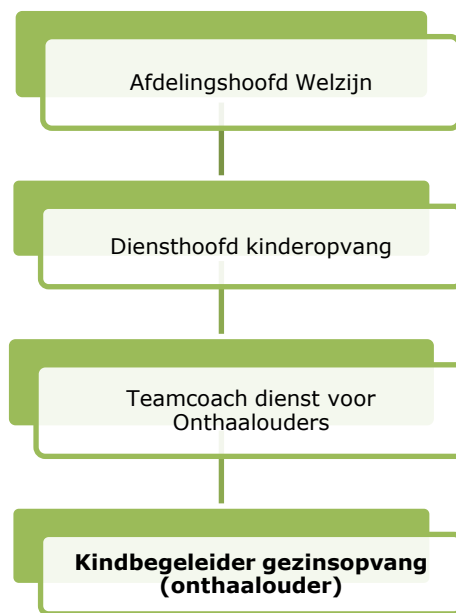 Afdelingshoofd Welzijn
Diensthoofd kinderopvang
Teamcoach dienst voor
Onthaalouders
Kindbegeleider gezinsopvang
(onthaalouder)